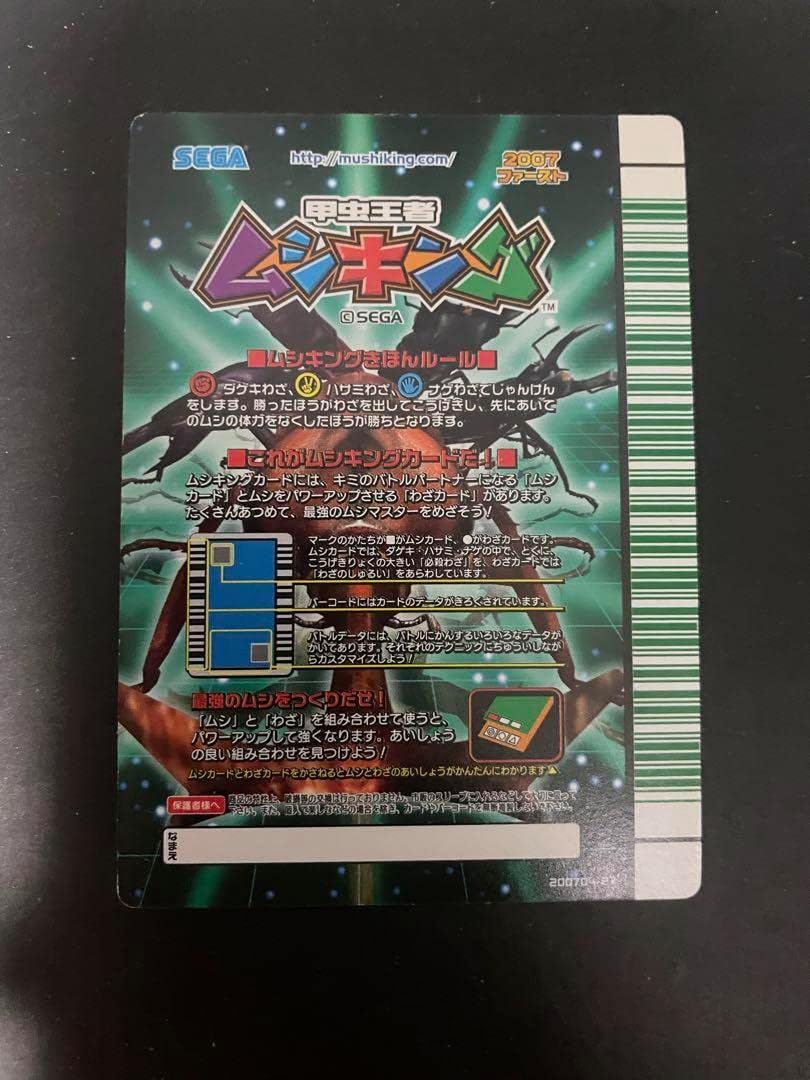 SEGA
http://mushiking.com/
2007
ファースト
甲虫王者
ムシキング
TM
©SEGA
■ムシキングきほんルール■
ダゲキわざ、ハサミわざ、ナゲわざでじゃんけん
をします。勝ったほうがわざを出してこうげきし、先にあいて
のムシの体力をなくしたほうが勝ちとなります。
■これがムシキングカードだ!■
ムシキングカードには、キミのバトルパートナーになる「ムシ
カード」とムシをパワーアップさせる「わざカード」があります。
たくさんあつめて、最強のムシマスターをめざそう!
マークのかたちが■がムシカード、●がわざカードです。
ムシカードでは、ダゲキ・ハサミ・ナゲの中で、とくに、
こうげきりょくの大きい「必殺わざ」を、わざカードでは
「わざのしゅるい」をあらわしています。
バーコードにはカードのデータがきろくされています。
バトルデータには、バトルにかんするいろいろなデータが
かいてあります。それぞれのテクニックにちゅういしなが
らカスタマイズしよう!
最強のムシをつくりだせ!
「ムシ」と「わざ」を組み合わせて使うと、
パワーアップして強くなります。あいしょう
の良い組み合わせを見つけよう!
ムシカードとわざカードをかさねるとムシとわざのあいしょうがかんたんにわかります▲
保護者様へ
なまえ